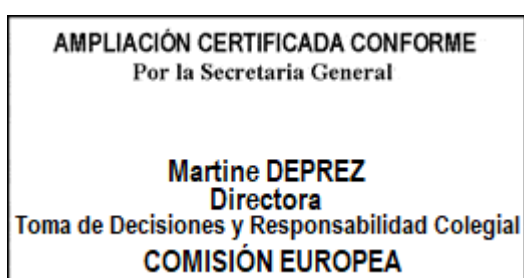 AMPLIACIÓN CERTIFICADA CONFORME
Por la Secretaria General
Martine DEPREZ
Directora
Toma de Decisiones y Responsabilidad Colegial
COMISIÓN EUROPEA